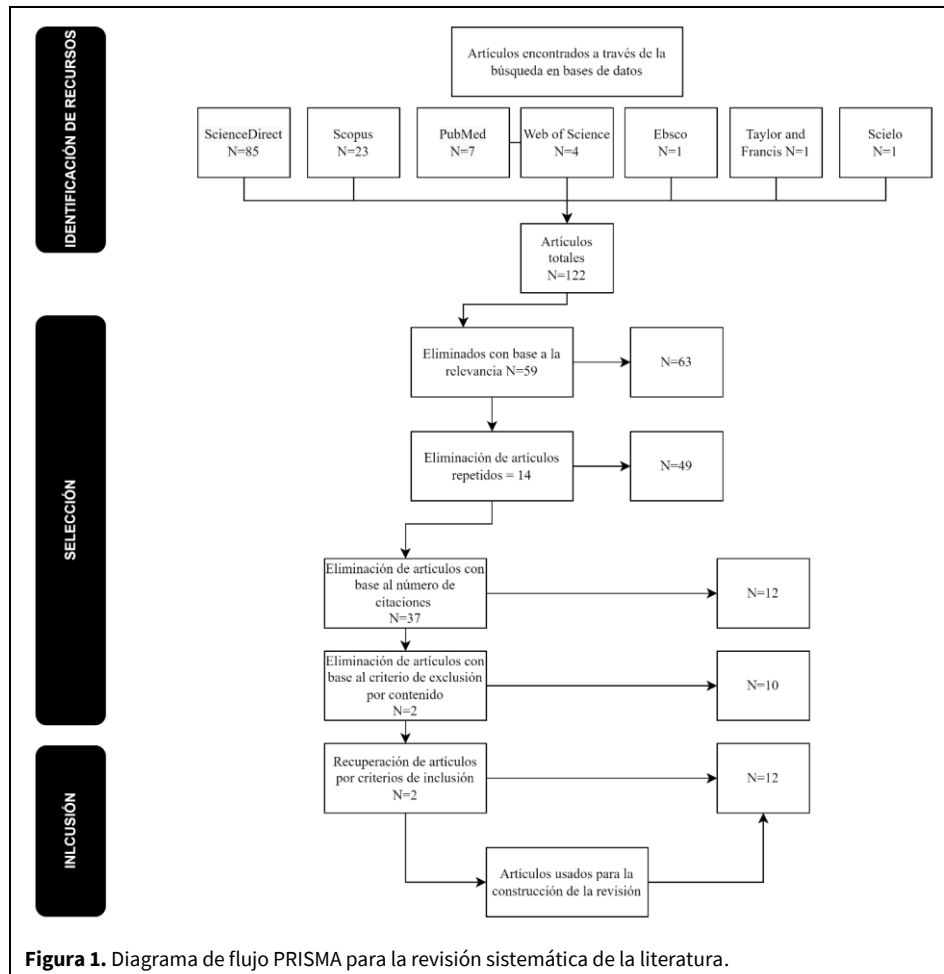 IDENTIFICACIÓN DE RECURSOS
Artículos encontrados a través de la
búsqueda en bases de datos
ScienceDirect
N=85
Scopus
N=23
PubMed
N=7
Web of Science
N=4
Ebsco
N=1
Taylor and
Francis N=1
Scielo
N=1
Artículos
totales
N=122
SELECCIÓN
Eliminados con base a la
relevancia N=59
N=63
Eliminación de artículos
repetidos = 14
N=49
Eliminación de artículos con
base al número de
citaciones
N=37
N=12
Eliminación de artículos con
base al criterio de exclusión
por contenido
N=2
N=10
INLCUSIÓN
Recuperación de artículos
por criterios de inclusión
N=2
N=12
Artículos usados para la
construcción de la revisión
Figura 1. Diagrama de flujo PRISMA para la revisión sistemática de la literatura.